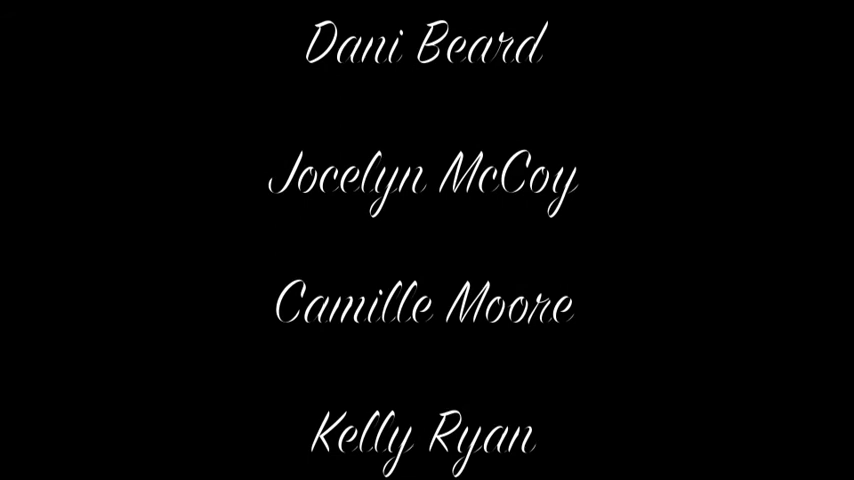 Dani Beard
Jocelyn McCoy
Camille Moore
Kelly Ryan